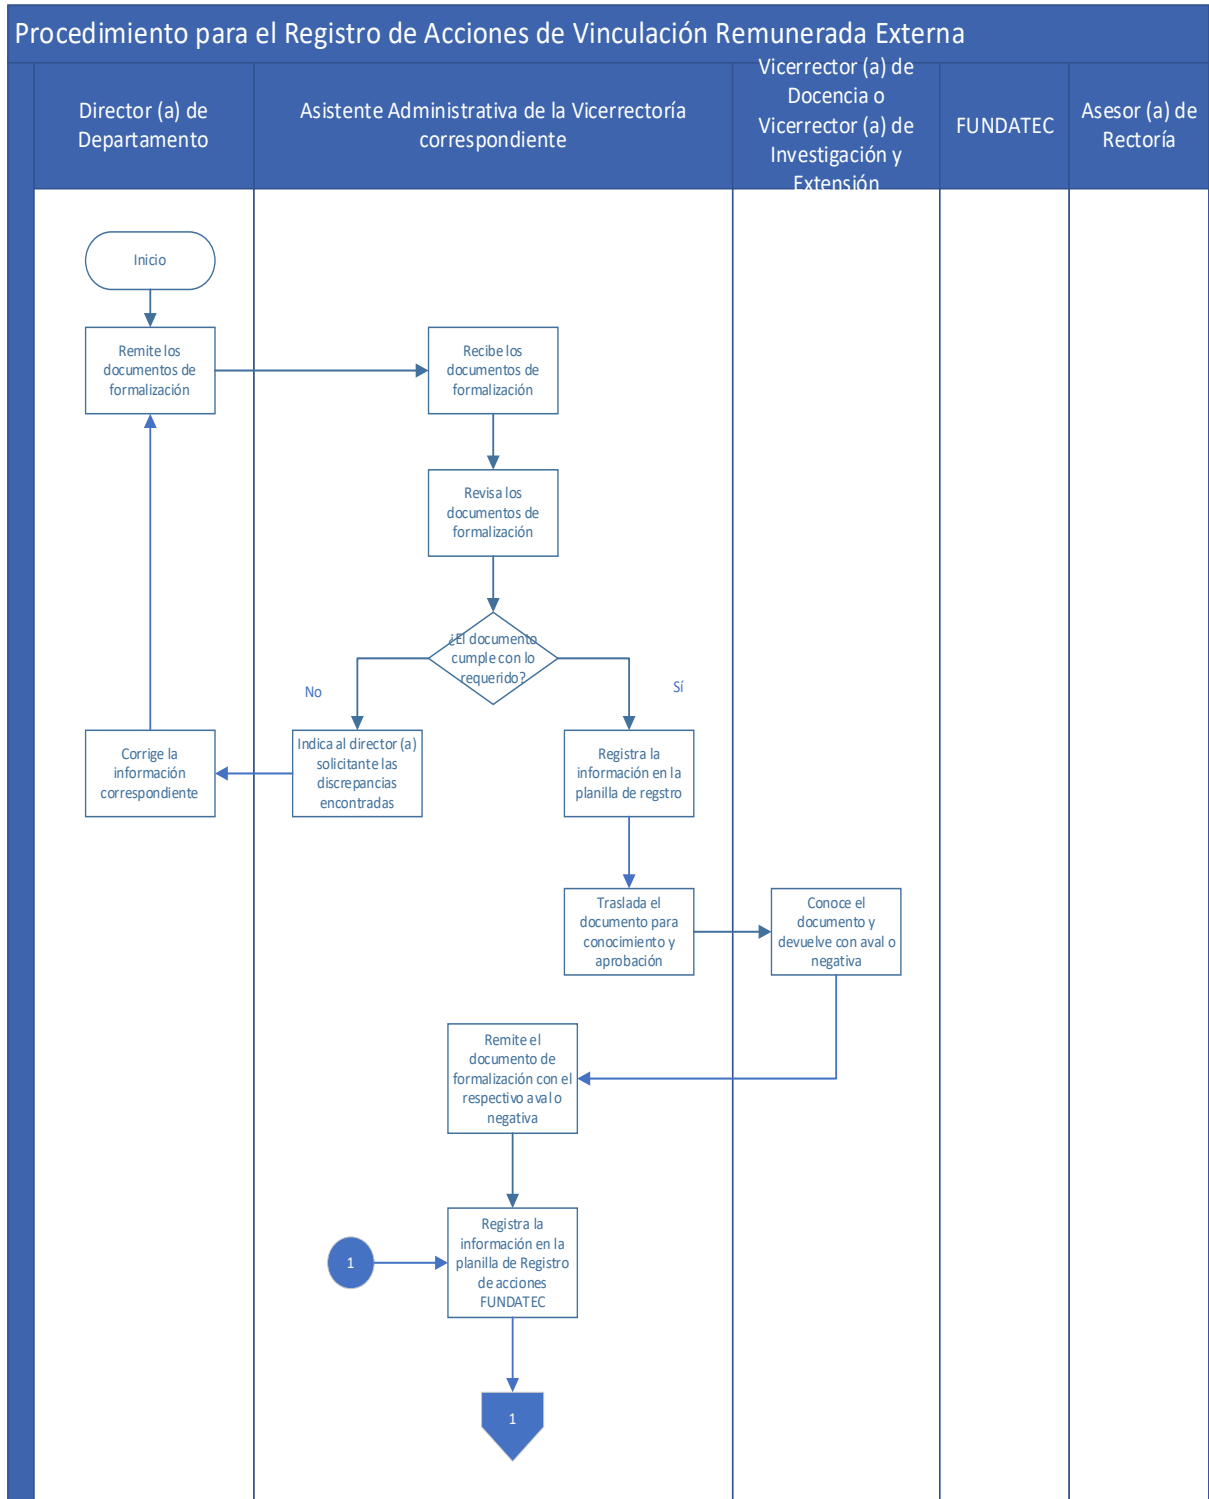 Procedimiento para el Registro de Acciones de Vinculación Remunerada Externa
Director (a) de
Departamento
Asistente Administrativa de la Vicerrectoría
correspondiente
Vicerrector (a) de
Docencia o
Vicerrector (a) de
Investigación y
Extensión
FUNDATEC
Asesor (a) de
Rectoría
Inicio
Remite los
documentos de
formalización
Recibe los
documentos de
formalización
Revisa los
documentos de
formalización
¿El documento
cumple con lo
requerido?
No
Sí
Corrige la
información
correspondiente
Indica al director (a)
solicitante las
discrepancias
encontradas
Registra la
información en la
planilla de regstro
Traslada el
documento para
conocimiento y
aprobación
Conoce el
documento y
devuelve con aval o
negativa
Remite el
documento de
formalización con el
respectivo aval o
negativa
Registra la
información en la
planilla de Registro
de acciones
FUNDATEC
1
1